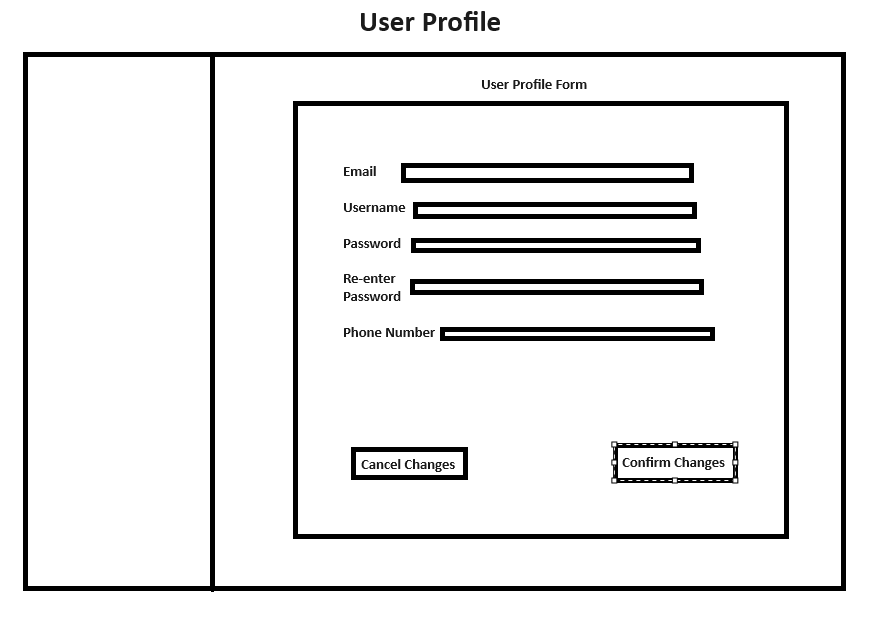 User Profile
User Profile Form
Email
Username
Password
Re-enter
Password
Phone Number
Cancel Changes
Confirm Changes